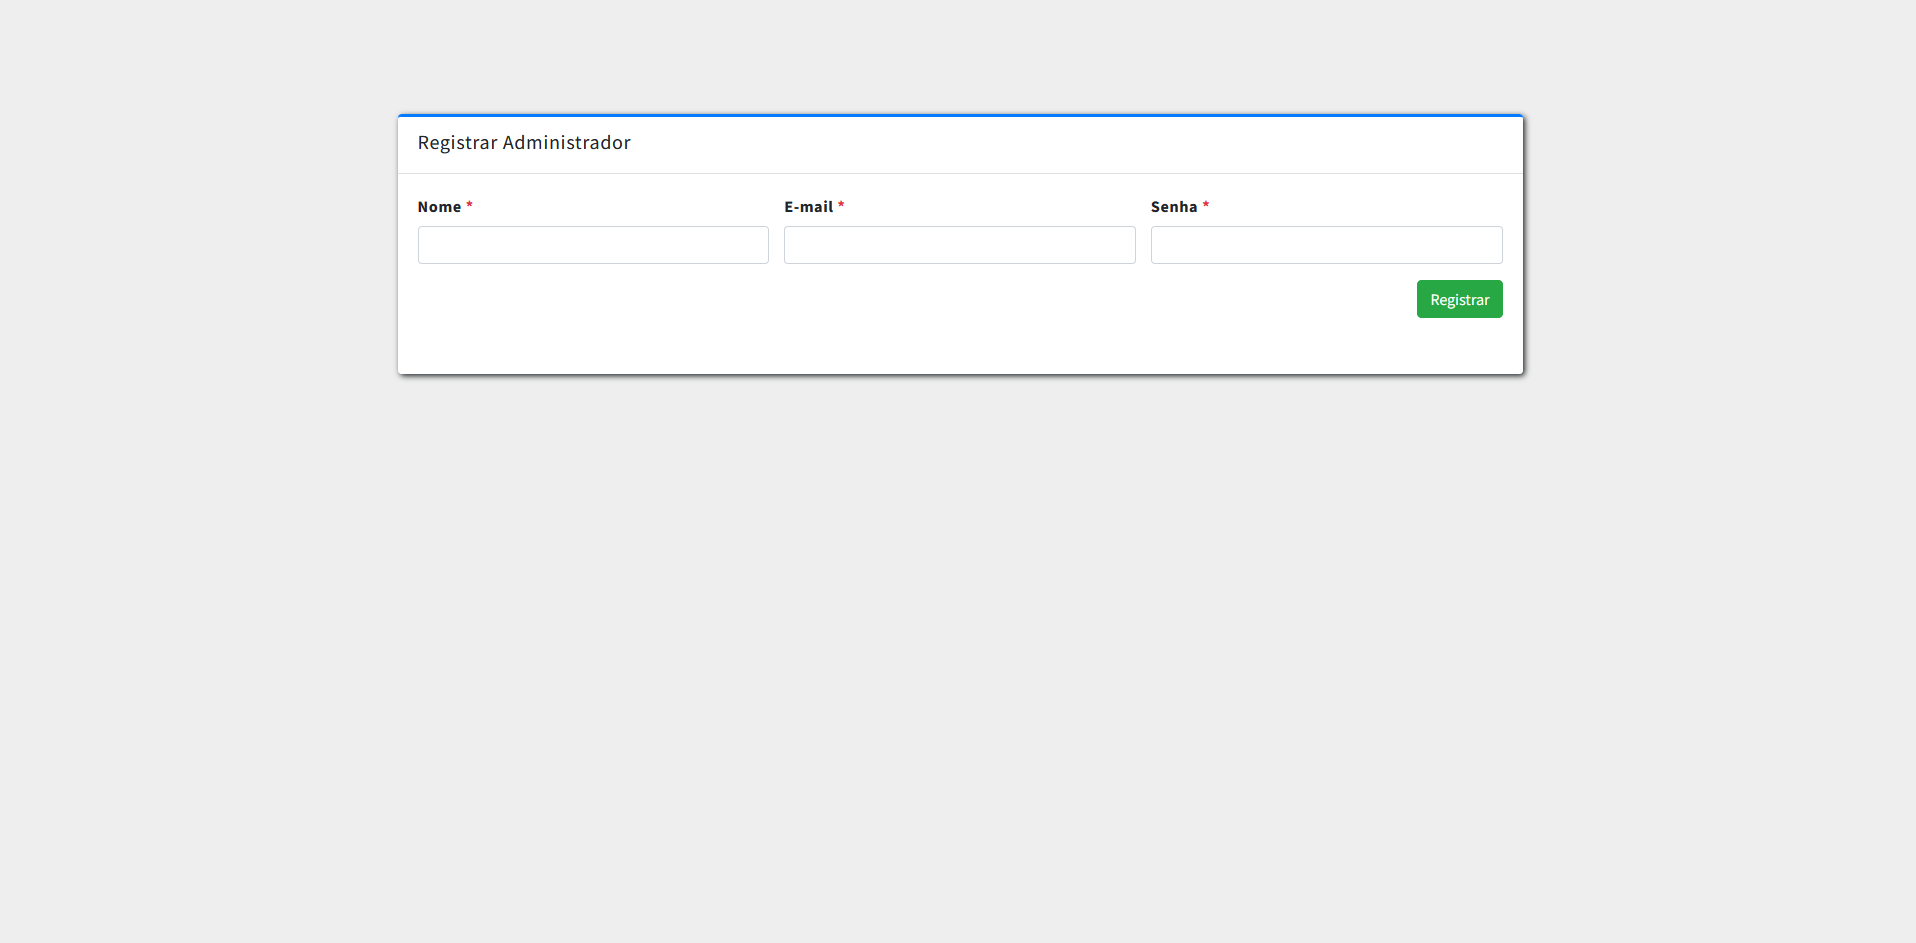 Registrar Administrador
Nome * E-mail * Senha *
Registrar